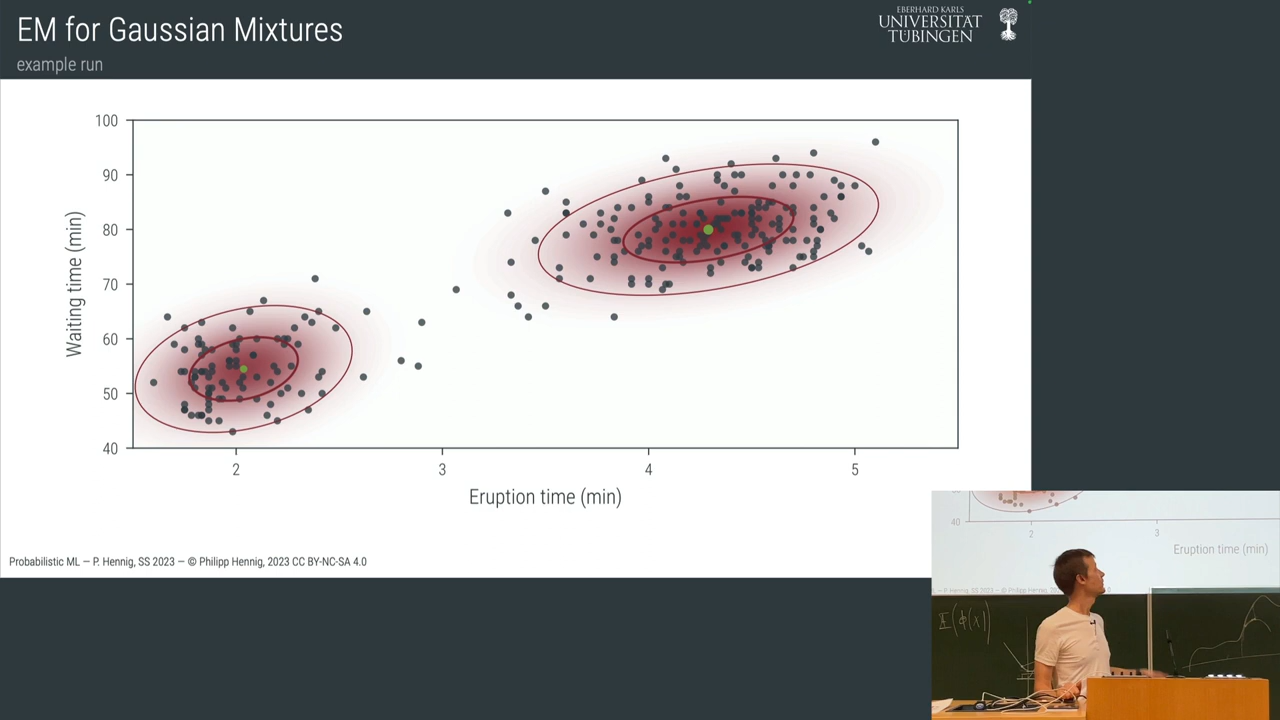 EM for Gaussian Mixtures
example run
EBERHARD KARLS
UNIVERSITÄT
TÜBINGEN
100
90
80
70
60
50
40
Waiting time (min)
2
3
4
5
Eruption time (min)
Probabilistic ML — P. Hennig, SS 2023 — © Philipp Hennig, 2023 CC BY-NC-SA 4.0
40
2
3
Eruption time (min)